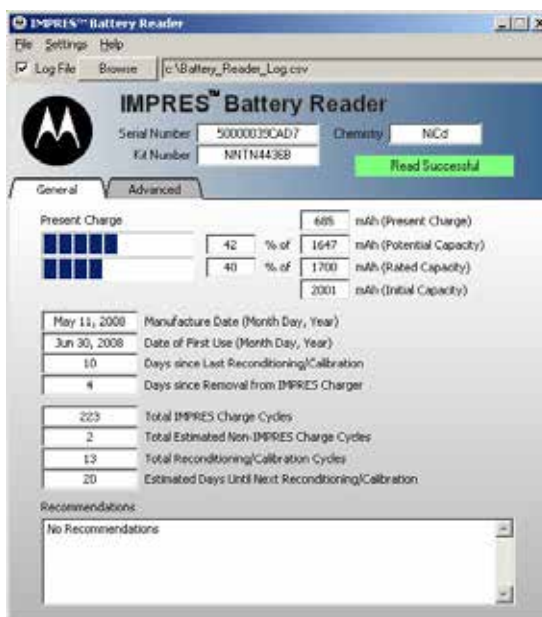 IMPRES™ Battery Reader
File Settings Help
Log File Browse c:\Battery_Reader_Log.csv
IMPRES™ Battery Reader
Serial Number 50000039CAD7 Chemistry NiCd
Kit Number NNTN4436B
Read Successful
General Advanced
Present Charge 685 mAh (Present Charge)
42 % of 1647 mAh (Potential Capacity)
40 % of 1700 mAh (Rated Capacity)
2001 mAh (Initial Capacity)
May 11, 2008 Manufacture Date (Month Day, Year)
Jun 30, 2008 Date of First Use (Month Day, Year)
10 Days since Last Reconditioning/Calibration
4 Days since Removal from IMPRES Charger
223 Total IMPRES Charge Cycles
2 Total Estimated Non-IMPRES Charge Cycles
13 Total Reconditioning/Calibration Cycles
20 Estimated Days Until Next Reconditioning/Calibration
Recommendations
No Recommendations